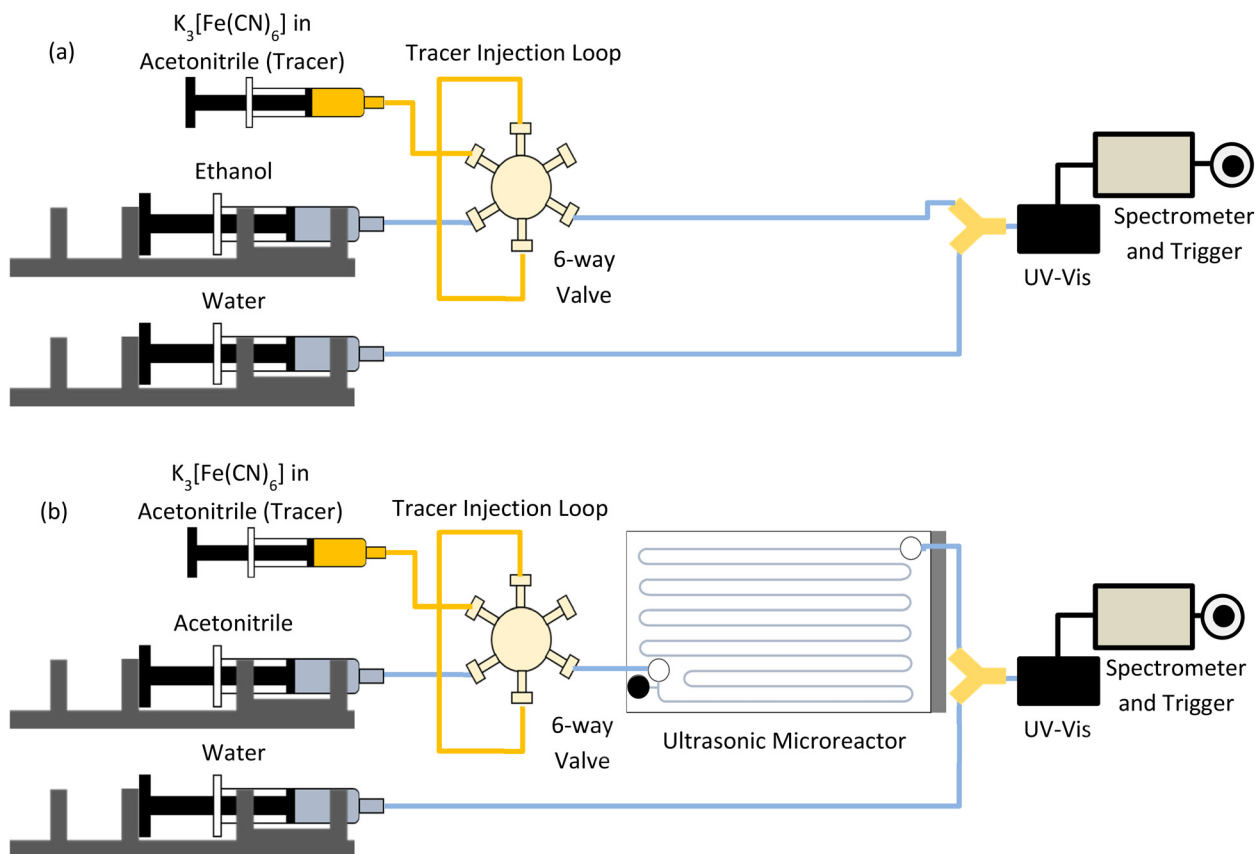 (a)
K₃[Fe(CN)₆] in
Acetonitrile (Tracer)
Tracer Injection Loop
Ethanol
6-way
Valve
Water
Spectrometer
and Trigger
UV-Vis
(b)
K₃[Fe(CN)₆] in
Acetonitrile (Tracer)
Tracer Injection Loop
Acetonitrile
6-way
Valve
Water
Ultrasonic Microreactor
Spectrometer
and Trigger
UV-Vis